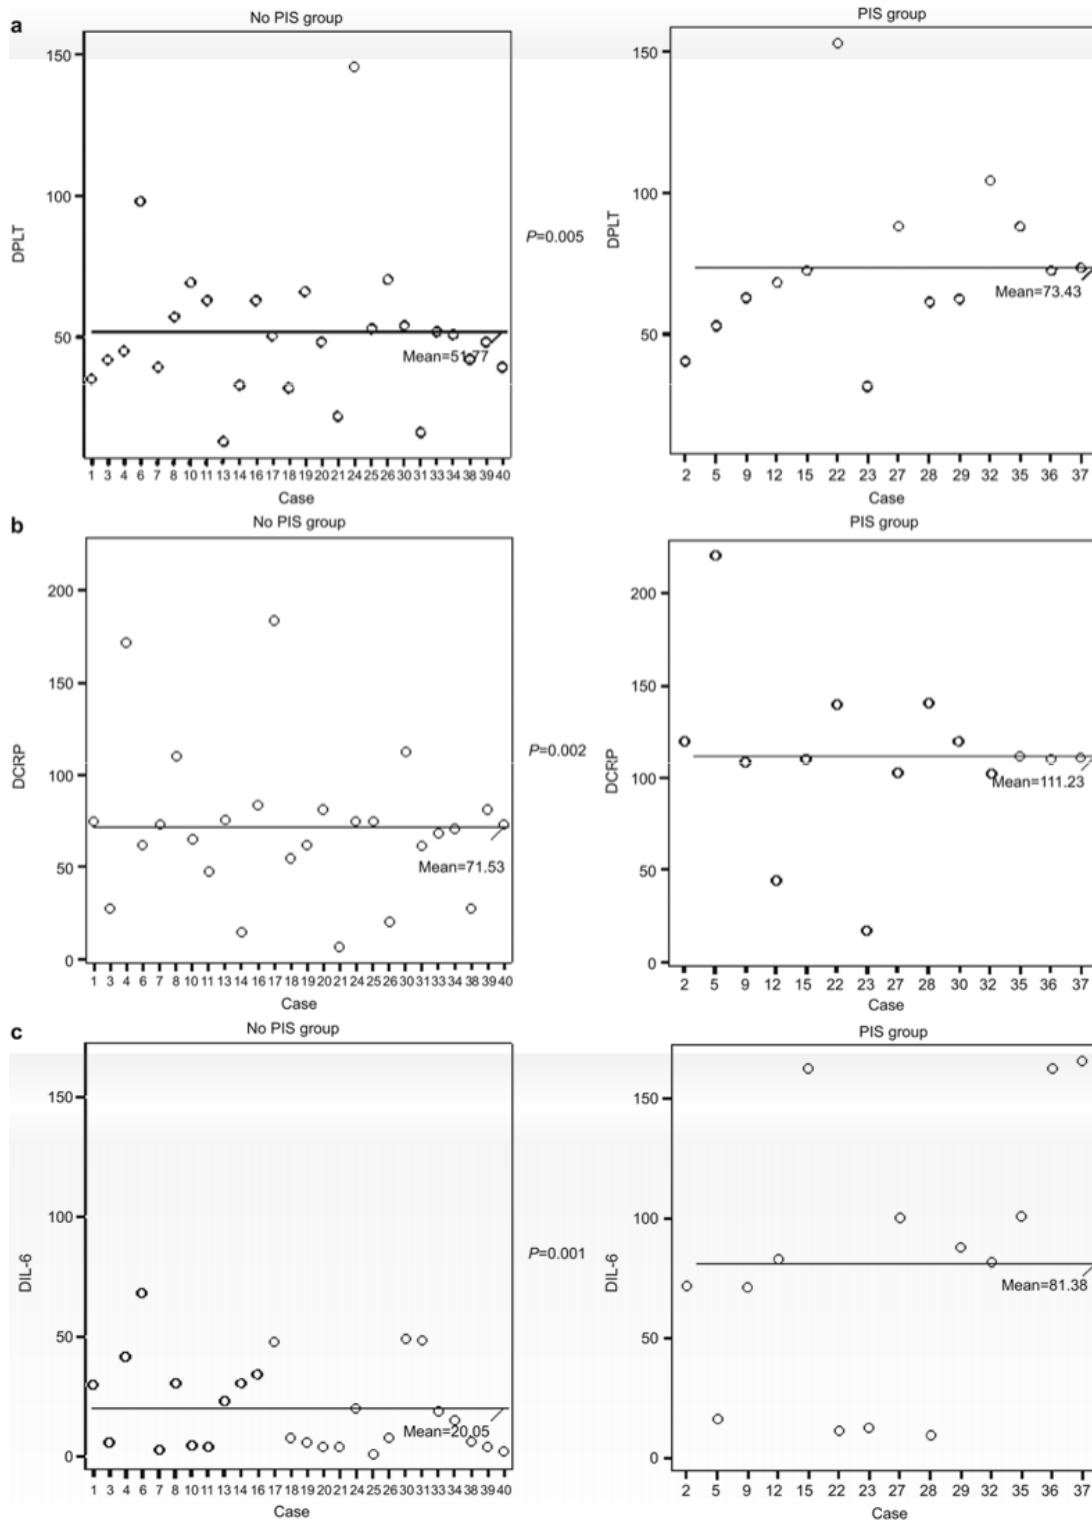 a
No PIS group
150
100
50
DPLT
Mean=51.77
1 3 4 6 7 8 10 11 13 14 16 17 18 19 20 21 24 25 26 30 31 33 34 38 39 40
Case
P=0.005
PIS group
150
100
50
DPLT
Mean=73.43
2 5 9 12 15 22 23 27 28 29 32 35 36 37
Case
b
No PIS group
200
150
100
50
0
DCRP
Mean=71.53
1 3 4 6 7 8 10 11 13 14 16 17 18 19 20 21 24 25 26 30 31 33 34 38 39 40
Case
P=0.002
PIS group
200
150
100
50
0
DCRP
Mean=111.23
2 5 9 12 15 22 23 27 28 30 32 35 36 37
Case
c
No PIS group
150
100
50
0
DIL-6
Mean=20.05
1 3 4 6 7 8 10 11 13 14 16 17 18 19 20 21 24 25 26 30 31 33 34 38 39 40
Case
P=0.001
PIS group
150
100
50
0
DIL-6
Mean=81.38
2 5 9 12 15 22 23 27 28 29 32 35 36 37
Case